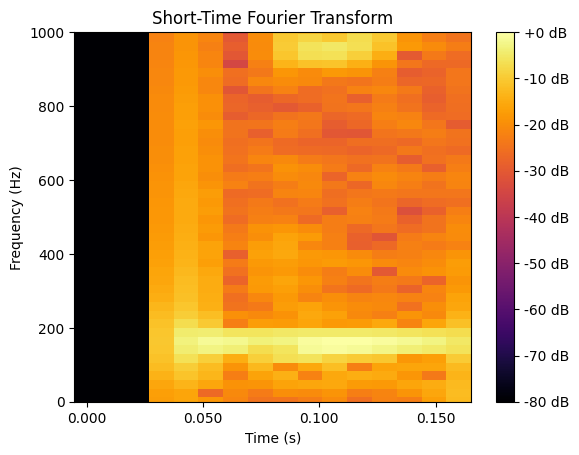 Short-Time Fourier Transform
1000
800
600
400
200
0
Frequency (Hz)
0.000
0.050
0.100
0.150
Time (s)
+0 dB
-10 dB
-20 dB
-30 dB
-40 dB
-50 dB
-60 dB
-70 dB
-80 dB